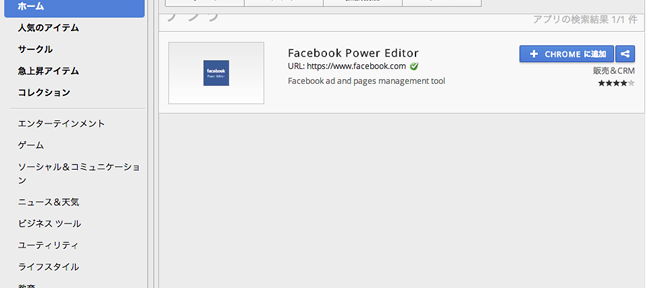 ホーム
人気のアイテム
サークル
急上昇アイテム
コレクション
エンターテインメント
ゲーム
ソーシャル＆コミュニケーショ
ン
ニュース＆天気
ビジネス ツール
ユーティリティ
ライフスタイル
教育
アプリ
アプリの検索結果 1/1 件
facebook
Power Editor
Facebook Power Editor
URL: https://www.facebook.com
Facebook ad and pages management tool
CHROME に追加
販売＆CRM